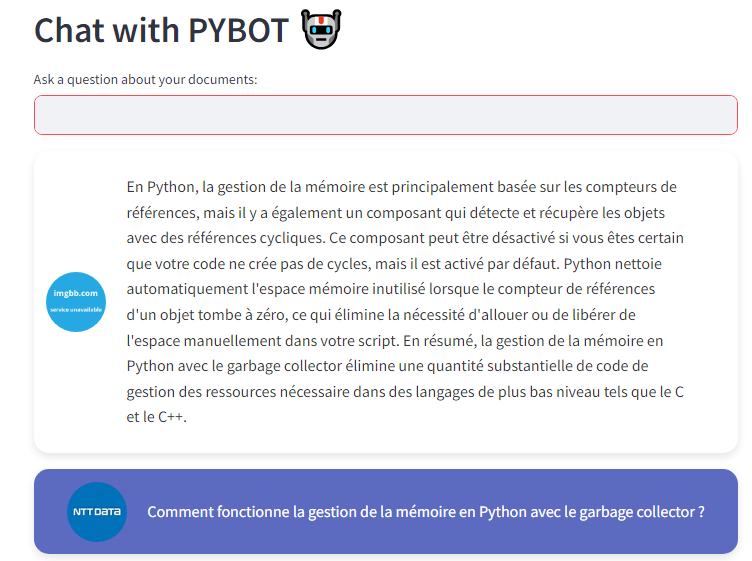 Chat with PYBOT
Ask a question about your documents:
En Python, la gestion de la mémoire est principalement basée sur les compteurs de
références, mais il y a également un composant qui détecte et récupère les objets
avec des références cycliques. Ce composant peut être désactivé si vous êtes certain
que votre code ne crée pas de cycles, mais il est activé par défaut. Python nettoie
automatiquement l'espace mémoire inutilisé lorsque le compteur de références
d'un objet tombe à zéro, ce qui élimine la nécessité d'allouer ou de libérer de
l'espace manuellement dans votre script. En résumé, la gestion de la mémoire en
Python avec le garbage collector élimine une quantité substantielle de code de
gestion des ressources nécessaire dans des langages de plus bas niveau tels que le C
et le C++.
imgbb.com
service unavailable
NTT DATA
Comment fonctionne la gestion de la mémoire en Python avec le garbage collector ?